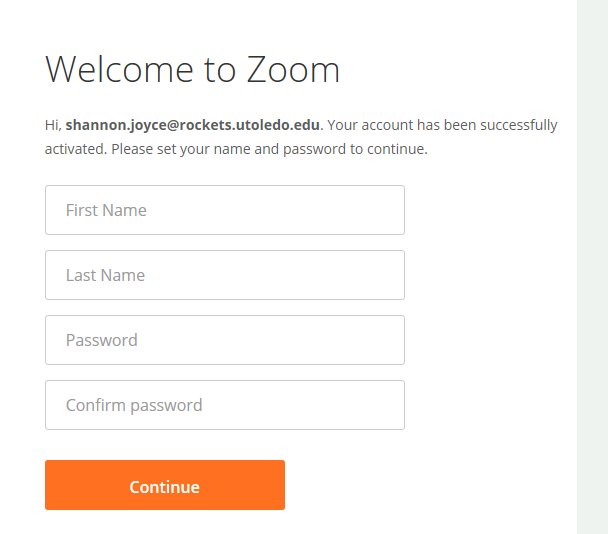 Welcome to Zoom
Hi, shannon.joyce@rockets.utoledo.edu. Your account has been successfully
activated. Please set your name and password to continue.
First Name
Last Name
Password
Confirm password
Continue